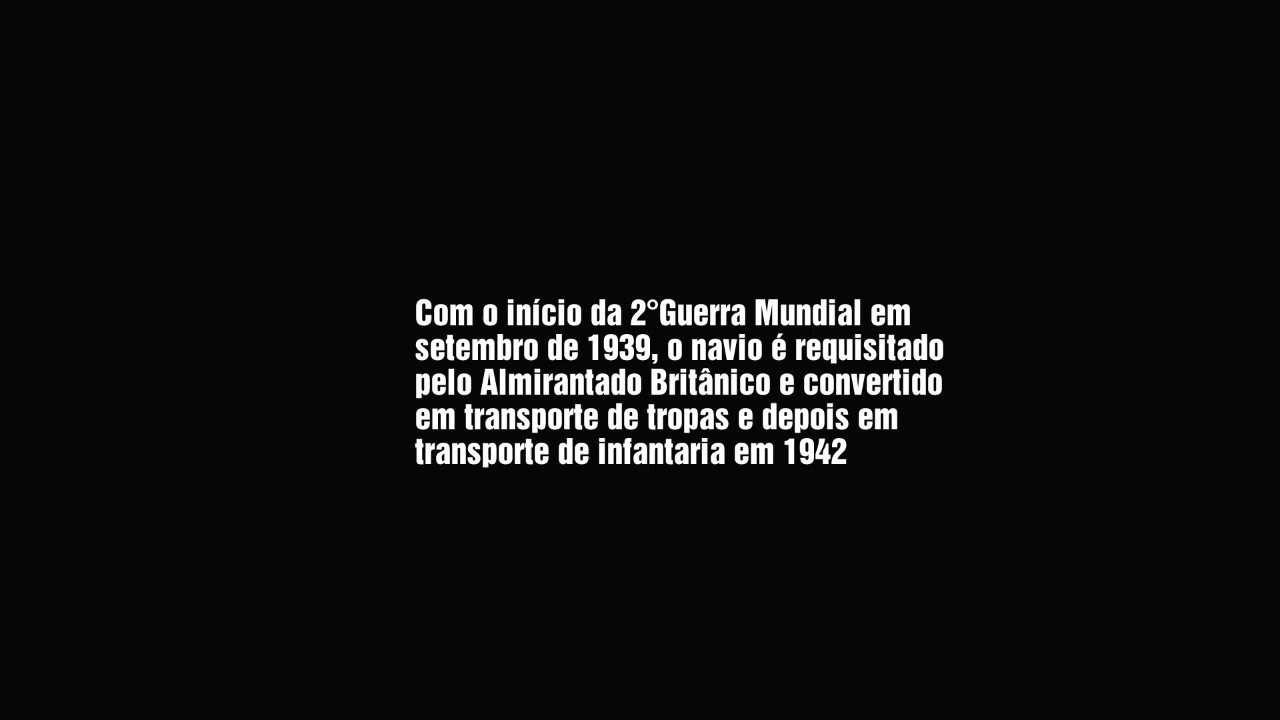 Com o início da 2°Guerra Mundial em
setembro de 1939, o navio é requisitado
pelo Almirantado Britânico e convertido
em transporte de tropas e depois em
transporte de infantaria em 1942